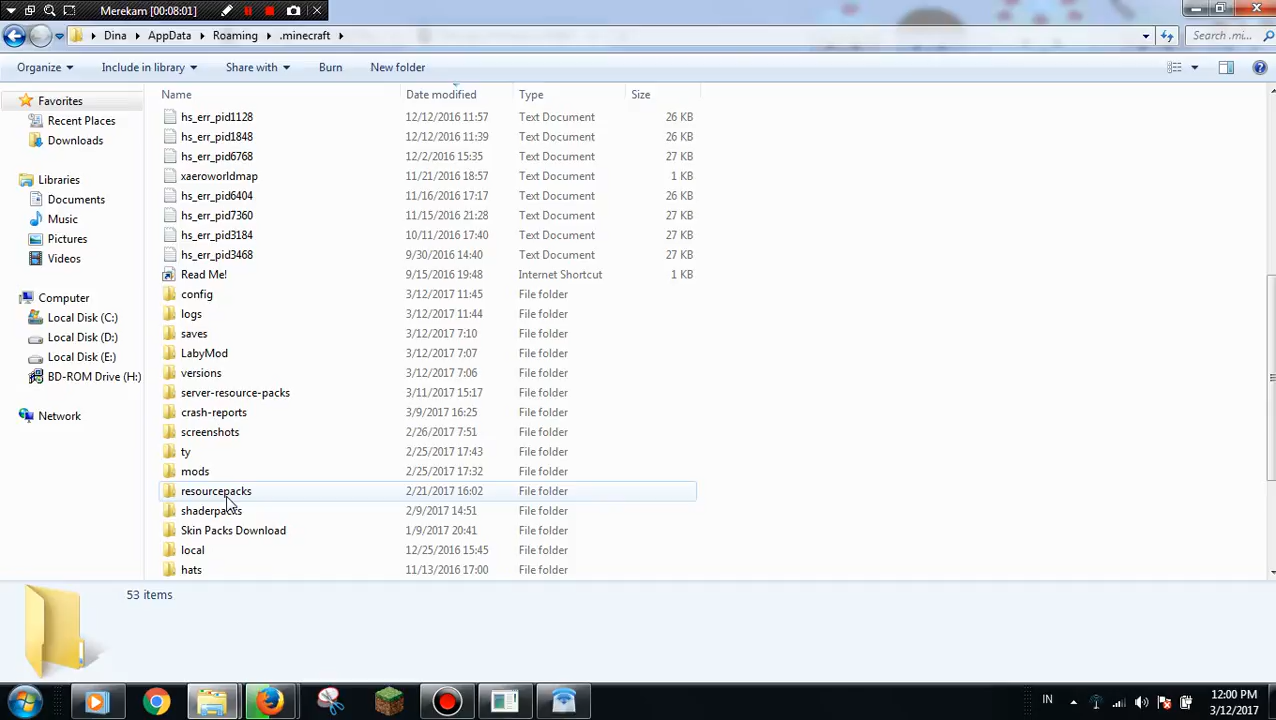 Merekam [00:08:01]
Dina AppData Roaming .minecraft Search .mi...
Organize Include in library Share with Burn New folder
Name Date modified Type Size
Favorites
Recent Places
Downloads
Libraries
Documents
Music
Pictures
Videos
Computer
Local Disk (C:)
Local Disk (D:)
Local Disk (E:)
BD-ROM Drive (H:)
Network
hs_err_pid1128 12/12/2016 11:57 Text Document 26 KB
hs_err_pid1848 12/12/2016 11:39 Text Document 26 KB
hs_err_pid6768 12/2/2016 15:35 Text Document 27 KB
xaeroworldmap 11/21/2016 18:57 Text Document 1 KB
hs_err_pid6404 11/16/2016 17:17 Text Document 26 KB
hs_err_pid7360 11/15/2016 21:28 Text Document 27 KB
hs_err_pid3184 10/11/2016 17:40 Text Document 27 KB
hs_err_pid3468 9/30/2016 14:40 Text Document 27 KB
Read Me! 9/15/2016 19:48 Internet Shortcut 1 KB
config 3/12/2017 11:45 File folder
logs 3/12/2017 11:44 File folder
saves 3/12/2017 7:10 File folder
LabyMod 3/12/2017 7:07 File folder
versions 3/12/2017 7:06 File folder
server-resource-packs 3/11/2017 15:17 File folder
crash-reports 3/9/2017 16:25 File folder
screenshots 2/26/2017 7:51 File folder
ty 2/25/2017 17:43 File folder
mods 2/25/2017 17:32 File folder
resourcepacks 2/21/2017 16:02 File folder
shaderpacks 2/9/2017 14:51 File folder
Skin Packs Download 1/9/2017 20:41 File folder
local 12/25/2016 15:45 File folder
hats 11/13/2016 17:00 File folder
53 items
IN
12:00 PM
3/12/2017